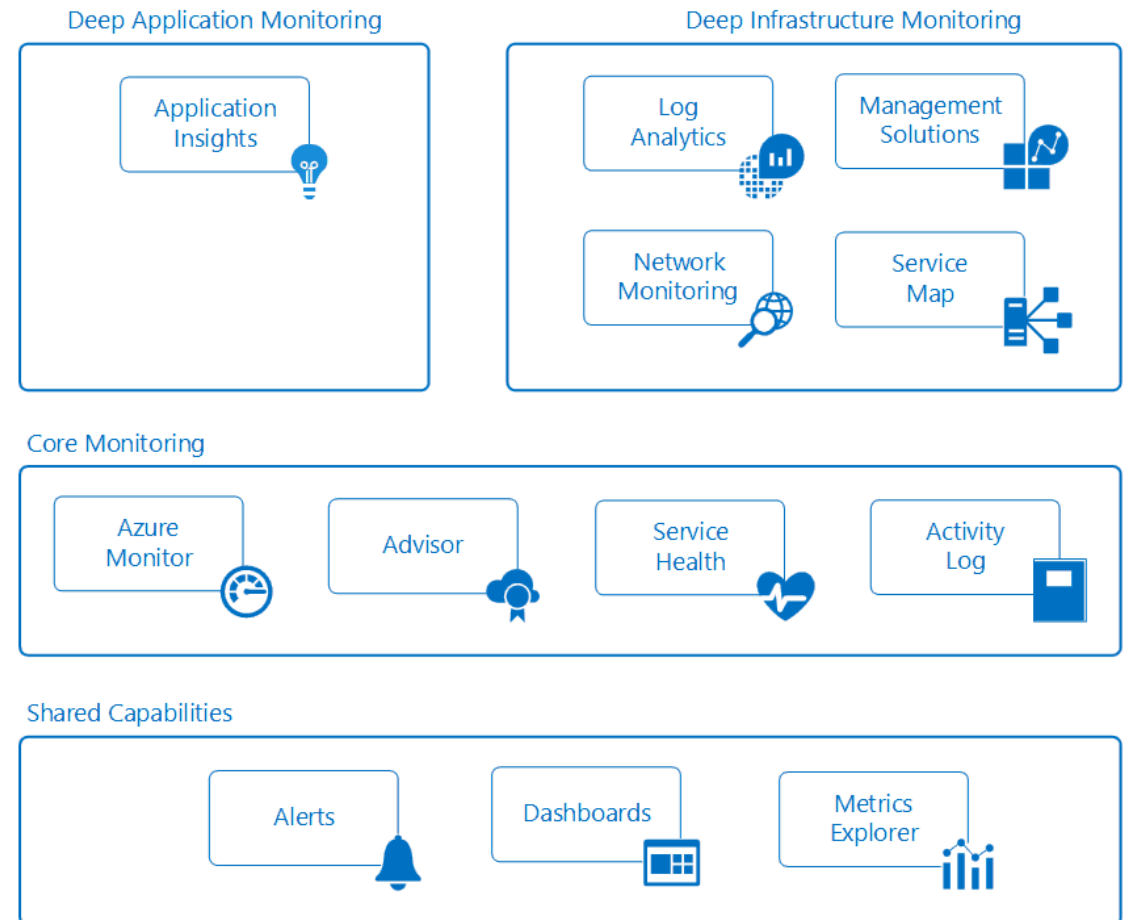 Deep Application Monitoring
Deep Infrastructure Monitoring
Application
Insights
Log
Analytics
Management
Solutions
Network
Monitoring
Service
Map
Core Monitoring
Azure
Monitor
Advisor
Service
Health
Activity
Log
Shared Capabilities
Alerts
Dashboards
Metrics
Explorer